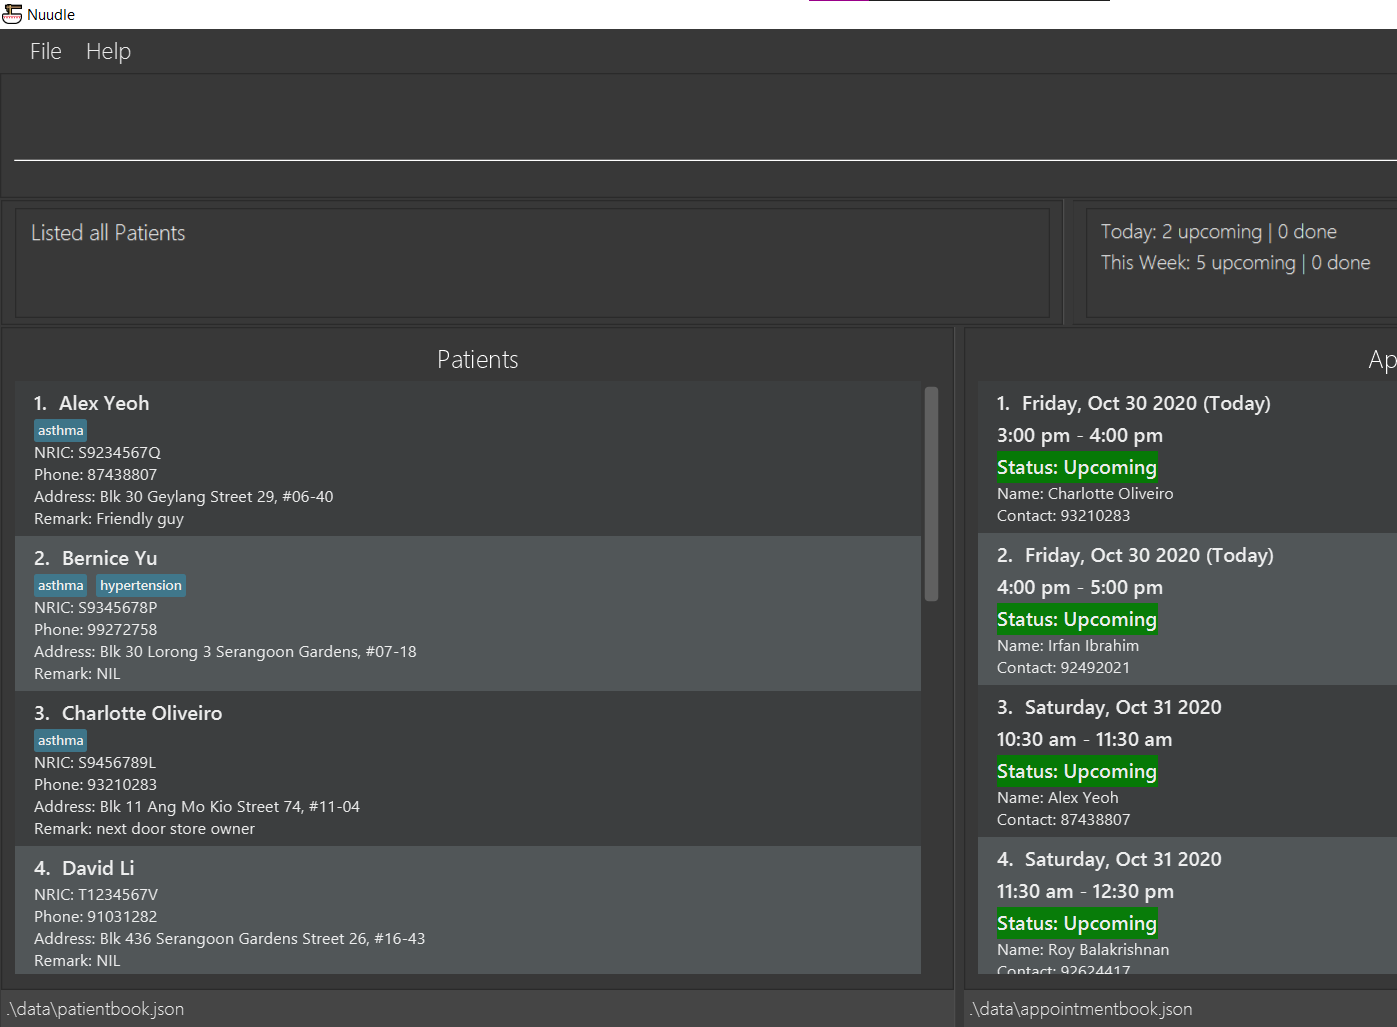 Nuudle
File Help
Listed all Patients
Today: 2 upcoming | 0 done
This Week: 5 upcoming | 0 done
Patients
1. Alex Yeoh
asthma
NRIC: S9234567Q
Phone: 87438807
Address: Blk 30 Geylang Street 29, #06-40
Remark: Friendly guy
2. Bernice Yu
asthma hypertension
NRIC: S9345678P
Phone: 99272758
Address: Blk 30 Lorong 3 Serangoon Gardens, #07-18
Remark: NIL
3. Charlotte Oliveiro
asthma
NRIC: S9456789L
Phone: 93210283
Address: Blk 11 Ang Mo Kio Street 74, #11-04
Remark: next door store owner
4. David Li
NRIC: T1234567V
Phone: 91031282
Address: Blk 436 Serangoon Gardens Street 26, #16-43
Remark: NIL
.\data\patientbook.json
Ap
1. Friday, Oct 30 2020 (Today)
3:00 pm - 4:00 pm
Status: Upcoming
Name: Charlotte Oliveiro
Contact: 93210283
2. Friday, Oct 30 2020 (Today)
4:00 pm - 5:00 pm
Status: Upcoming
Name: Irfan Ibrahim
Contact: 92492021
3. Saturday, Oct 31 2020
10:30 am - 11:30 am
Status: Upcoming
Name: Alex Yeoh
Contact: 87438807
4. Saturday, Oct 31 2020
11:30 am - 12:30 pm
Status: Upcoming
Name: Roy Balakrishnan
Contact: 92624417
.\data\appointmentbook.json